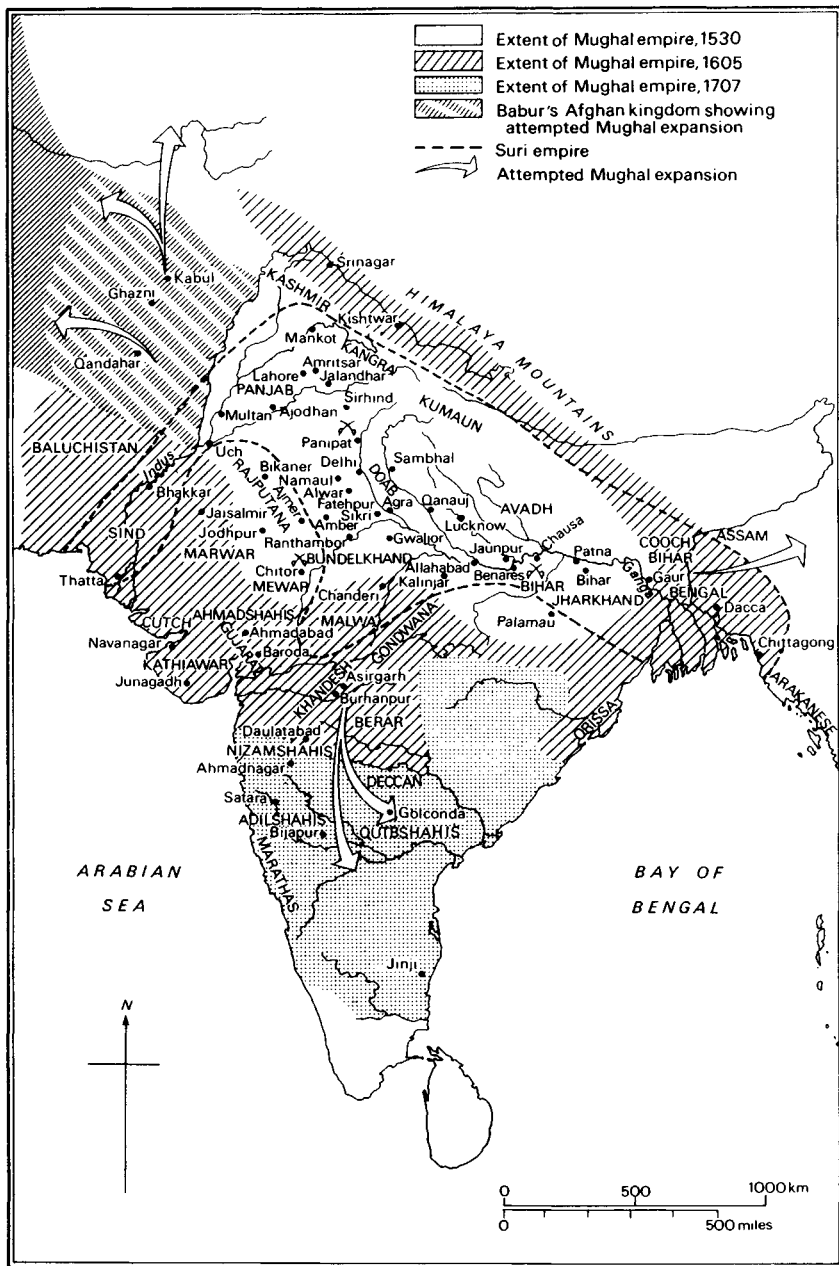 Extent of Mughal empire, 1530
Extent of Mughal empire, 1605
Extent of Mughal empire, 1707
Babur's Afghan kingdom showing
attempted Mughal expansion
Suri empire
Attempted Mughal expansion
Srinagar
Kabul
KASHMIR
Ghazni
HIMALAYA MOUNTAINS
Kishtwar
Mankot
KANGRA
Qandahar
Amritsar
Lahore
Jalandhar
PANJAB
Sirhind
KUMAUN
Multan
Ajodhan
BALUCHISTAN
Panipat
Uch
Indus
Delhi
Sambhal
Bikaner
RAJPUTANA
Namaul
DOAB
Bhakkar
Alwar
Qanauj
AVADH
Ajmer
Fatehpur
Sikri
Agra
Jaisalmir
Lucknow
ASSAM
SIND
Amber
Chausa
COOCH
BIHAR
Jodhpur
Ranthambor
Gwalior
Jaunpur
Patna
Ganga
MARWAR
BUNDELKHAND
Allahabad
Gaur
Thatta
Chitor
Kalinjar
Benares
BIHAR
Bihar
BENGAL
MEWAR
Chanderi
JHARKHAND
Dacca
CUTCH
AHMADSHAHIS
MALWA
Palamau
Navanagar
Ahmadabad
GONDWANA
GUJARAT
Chittagong
KATHIAWAR
Baroda
Junagadh
KHANDESH
Asirgarh
ARAKANESE
Burhanpur
ORISSA
BERAR
Daulatabad
NIZAMSHAHIS
Ahmadnagar
DECCAN
Satara
Golconda
ADILSHAHIS
QUTBSHAHIS
Bijapur
MARATHAS
ARABIAN
SEA
BAY OF
BENGAL
Jinji
N
0 500 1000 km
0 500 miles